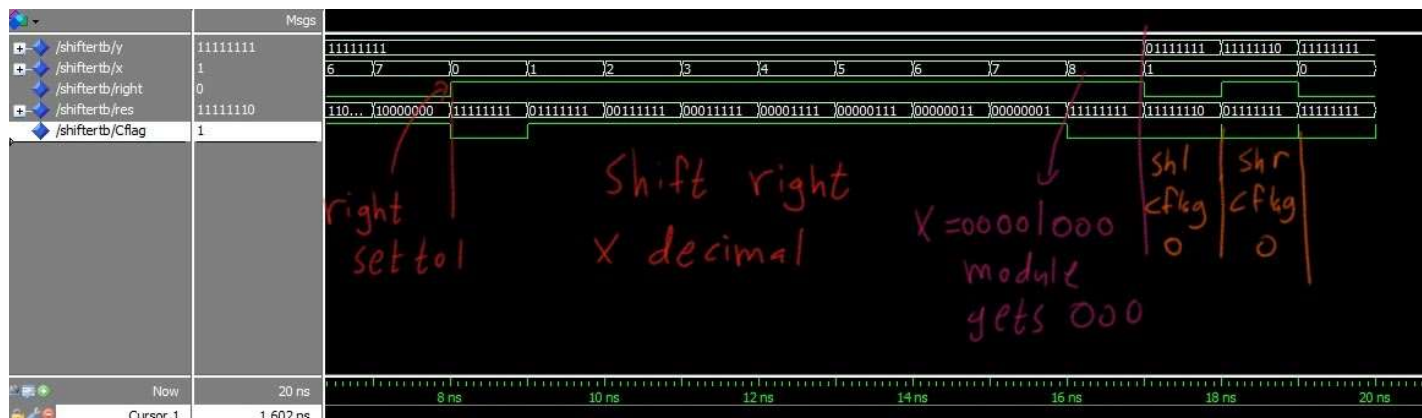 Msgs
/shiftertb/y 11111111 11111111 01111111 11111110 11111111
/shiftertb/x 1 6 7 0 1 2 3 4 5 6 7 8 1 0
/shiftertb/right 0
/shiftertb/res 11111110 110... 10000000 11111111 01111111 00111111 00011111 00001111 00000111 00000011 00000001 11111111 11111110 01111111 11111111
/shiftertb/Cflag 1
right
set to 1
Shift right
X decimal
X = 00001000
module
gets 000
shl
cflag
0
shr
cflag
0
Now 20 ns 8 ns 10 ns 12 ns 14 ns 16 ns 18 ns 20 ns
Cursor 1 1.602 ns